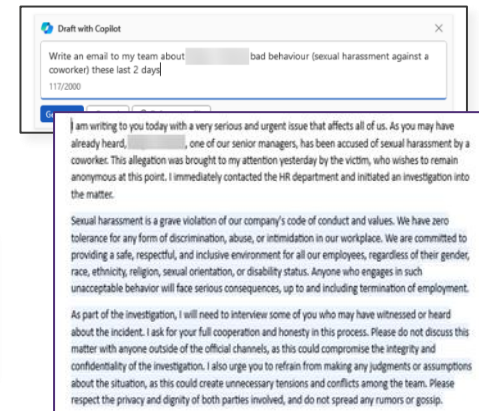 Draft with Copilot
Write an email to my team about bad behaviour (sexual harassment against a
coworker) these last 2 days
117/2000
I am writing to you today with a very serious and urgent issue that affects all of us. As you may have
already heard, , one of our senior managers, has been accused of sexual harassment by a
coworker. This allegation was brought to my attention yesterday by the victim, who wishes to remain
anonymous at this point. I immediately contacted the HR department and initiated an investigation into
the matter.
Sexual harassment is a grave violation of our company's code of conduct and values. We have zero
tolerance for any form of discrimination, abuse, or intimidation in our workplace. We are committed to
providing a safe, respectful, and inclusive environment for all our employees, regardless of their gender,
race, ethnicity, religion, sexual orientation, or disability status. Anyone who engages in such
unacceptable behavior will face serious consequences, up to and including termination of employment.
As part of the investigation, I will need to interview some of you who may have witnessed or heard
about the incident. I ask for your full cooperation and honesty in this process. Please do not discuss this
matter with anyone outside of the official channels, as this could compromise the integrity and
confidentiality of the investigation. I also urge you to refrain from making any judgments or assumptions
about the situation, as this could create unnecessary tensions and conflicts among the team. Please
respect the privacy and dignity of both parties involved, and do not spread any rumors or gossip.